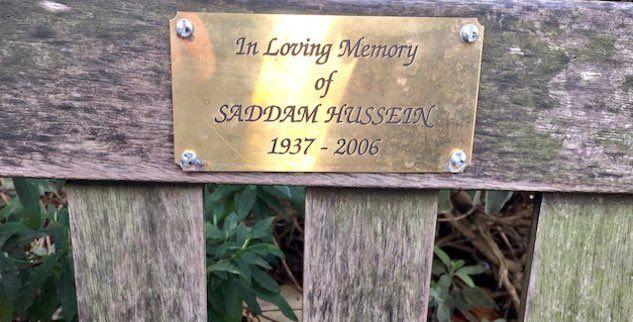 In Loving Memory
of
SADDAM HUSSEIN
1937 - 2006